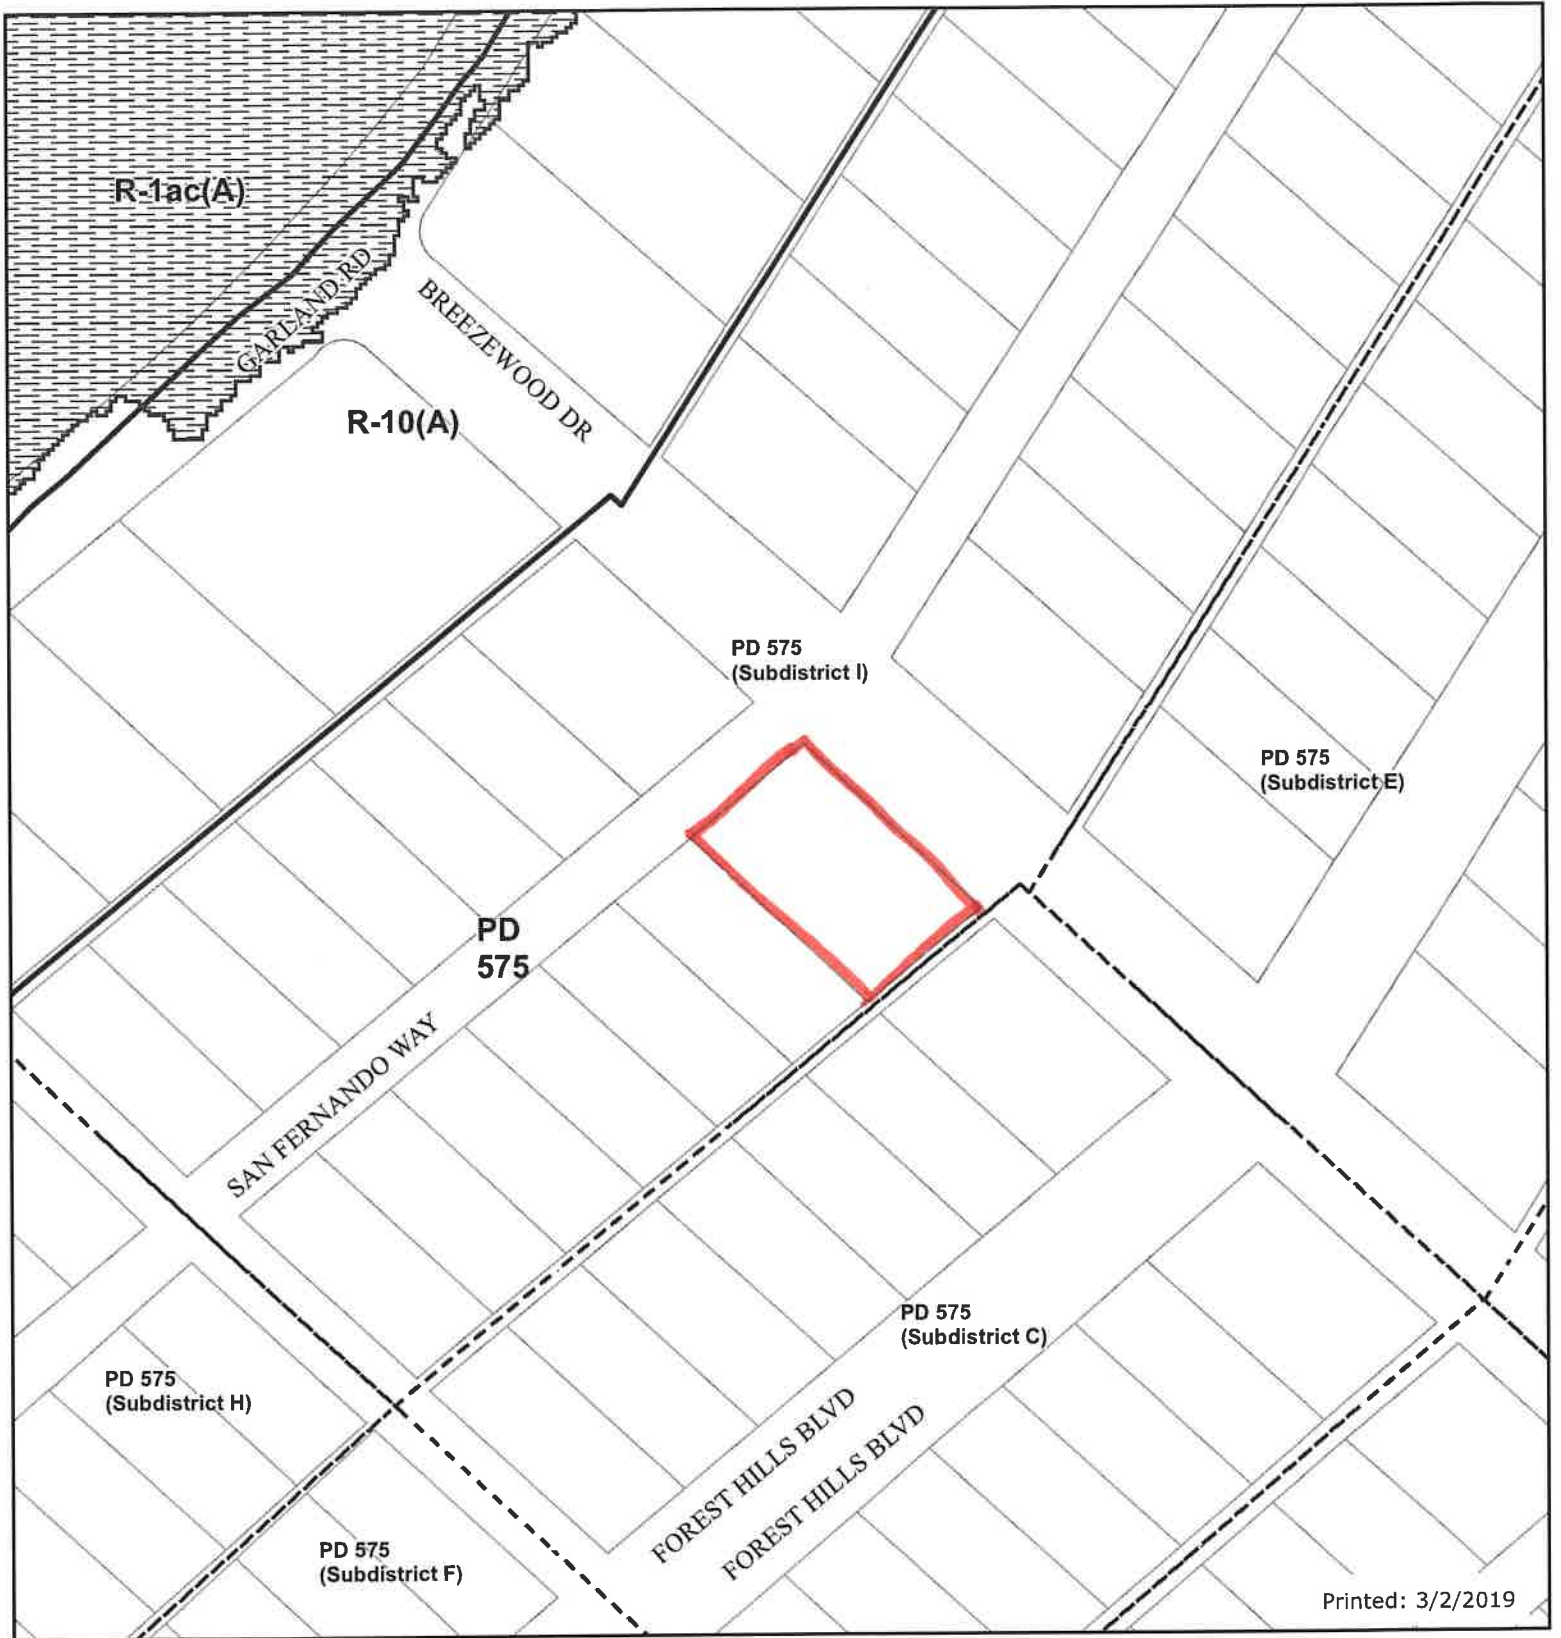 R-1ac(A)
GARLAND RD
BREEZEWOOD DR
R-10(A)
PD 575
(Subdistrict I)
PD 575
(Subdistrict E)
PD
575
SAN FERNANDO WAY
PD 575
(Subdistrict C)
PD 575
(Subdistrict H)
FOREST HILLS BLVD
FOREST HILLS BLVD
PD 575
(Subdistrict F)
Printed: 3/2/2019